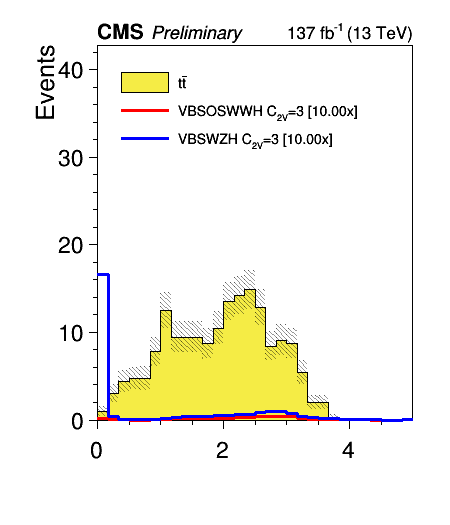 CMS Preliminary 137 fb⁻¹ (13 TeV)
Events
40
30
20
10
0
tt̄
VBSOSWWH C₂ᵥ=3 [10.00x]
VBSWZH C₂ᵥ=3 [10.00x]
0 2 4